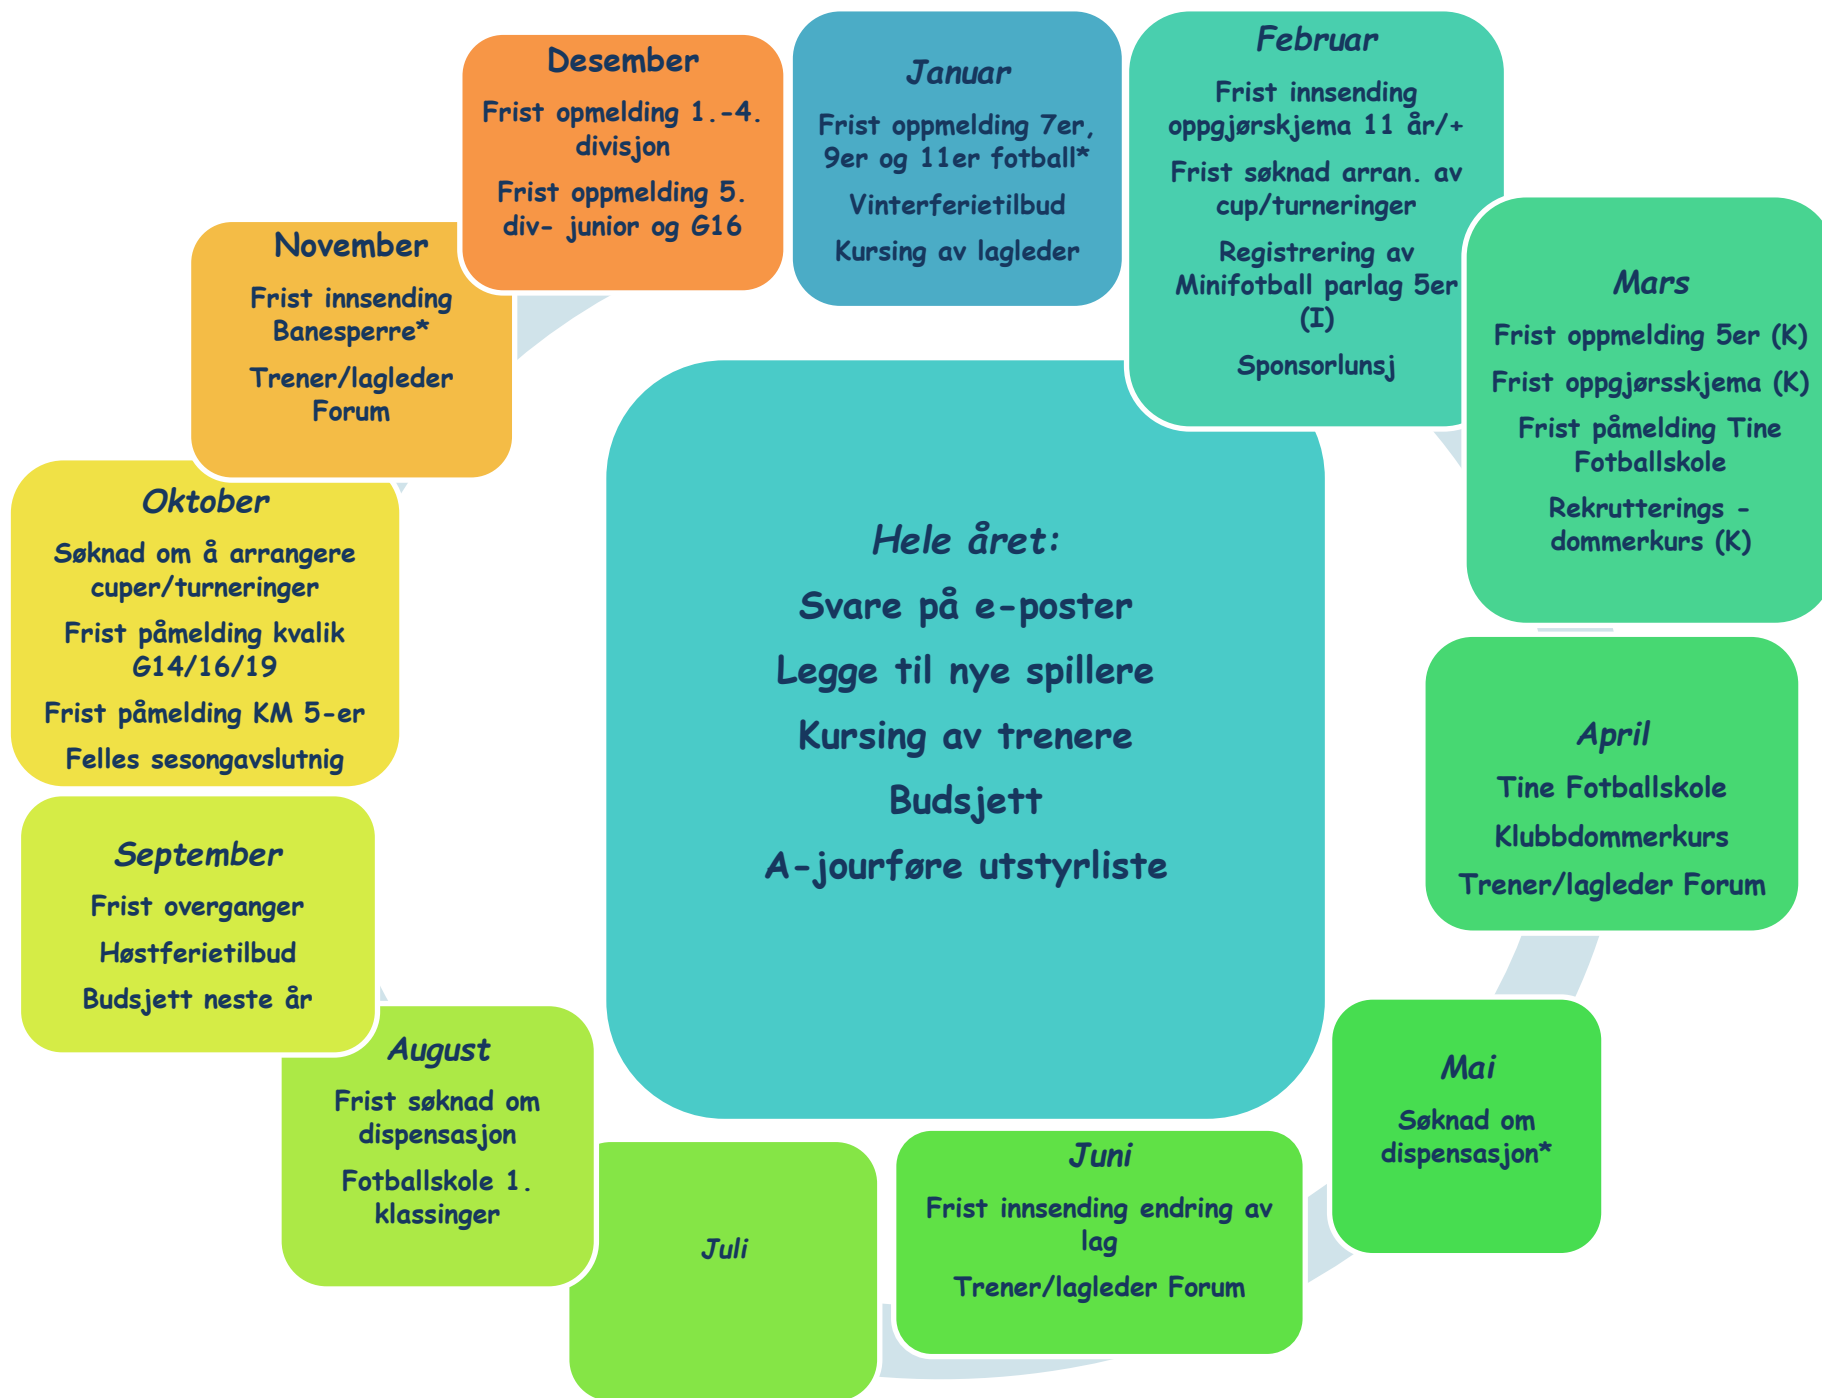 Januar
Frist oppmelding 7er,
9er og 11er fotball*
Vinterferietilbud
Kursing av lagleder
Februar
Frist innsending
oppgjørskjema 11 år/+
Frist søknad arran. av
cup/turneringer
Registrering av
Minifotball parlag 5er
(I)
Sponsorlunsj
Mars
Frist oppmelding 5er (K)
Frist oppgjørsskjema (K)
Frist påmelding Tine
Fotballskole
Rekrutterings -
dommerkurs (K)
April
Tine Fotballskole
Klubbdommerkurs
Trener/lagleder Forum
Mai
Søknad om
dispensasjon*
Juni
Frist innsending endring av
lag
Trener/lagleder Forum
Juli
August
Frist søknad om
dispensasjon
Fotballskole 1.
klassinger
September
Frist overganger
Høstferietilbud
Budsjett neste år
Oktober
Søknad om å arrangere
cuper/turneringer
Frist påmelding kvalik
G14/16/19
Frist påmelding KM 5-er
Felles sesongavslutnig
November
Frist innsending
Banesperre*
Trener/lagleder
Forum
Desember
Frist opmelding 1.-4.
divisjon
Frist oppmelding 5.
div- junior og G16
Hele året:
Svare på e-poster
Legge til nye spillere
Kursing av trenere
Budsjett
A-jourføre utstyrliste